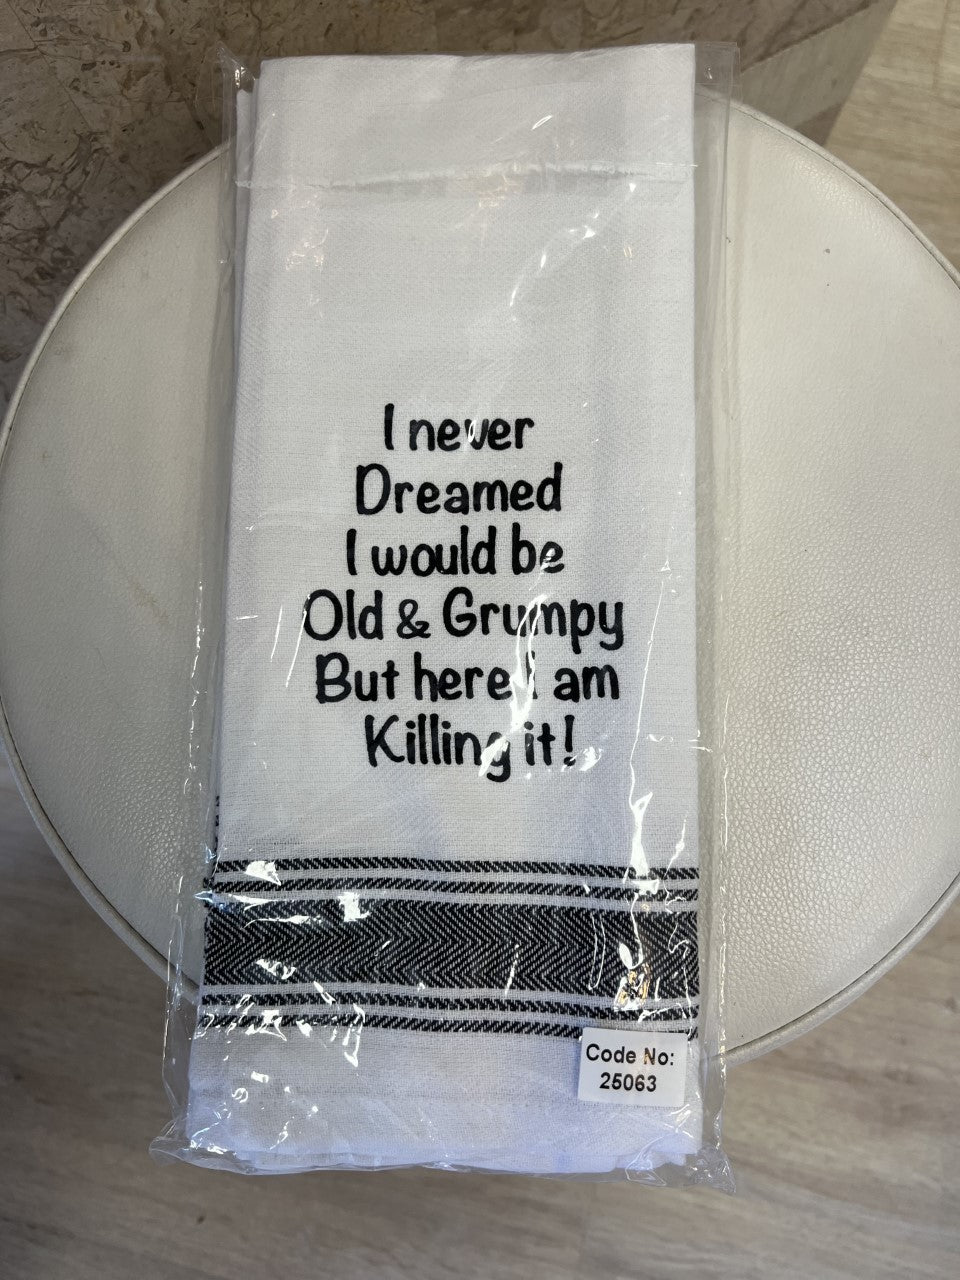 I never
Dreamed
I would be
Old & Grumpy
But here I am
Killing it!
Code No:
25063